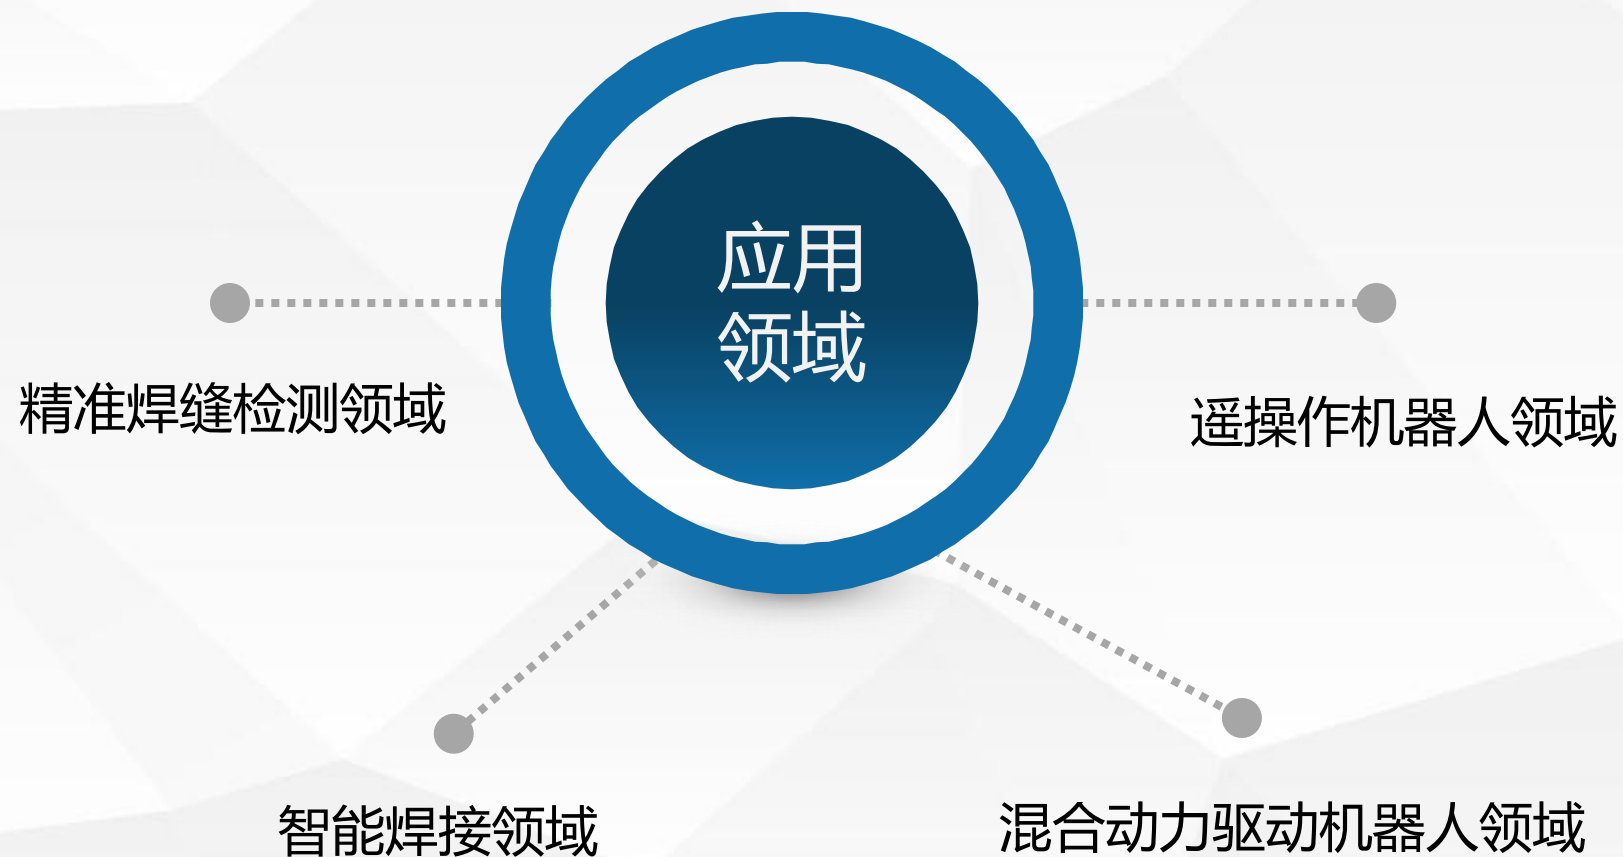 应用
领域
精准焊缝检测领域
遥操作机器人领域
智能焊接领域
混合动力驱动机器人领域